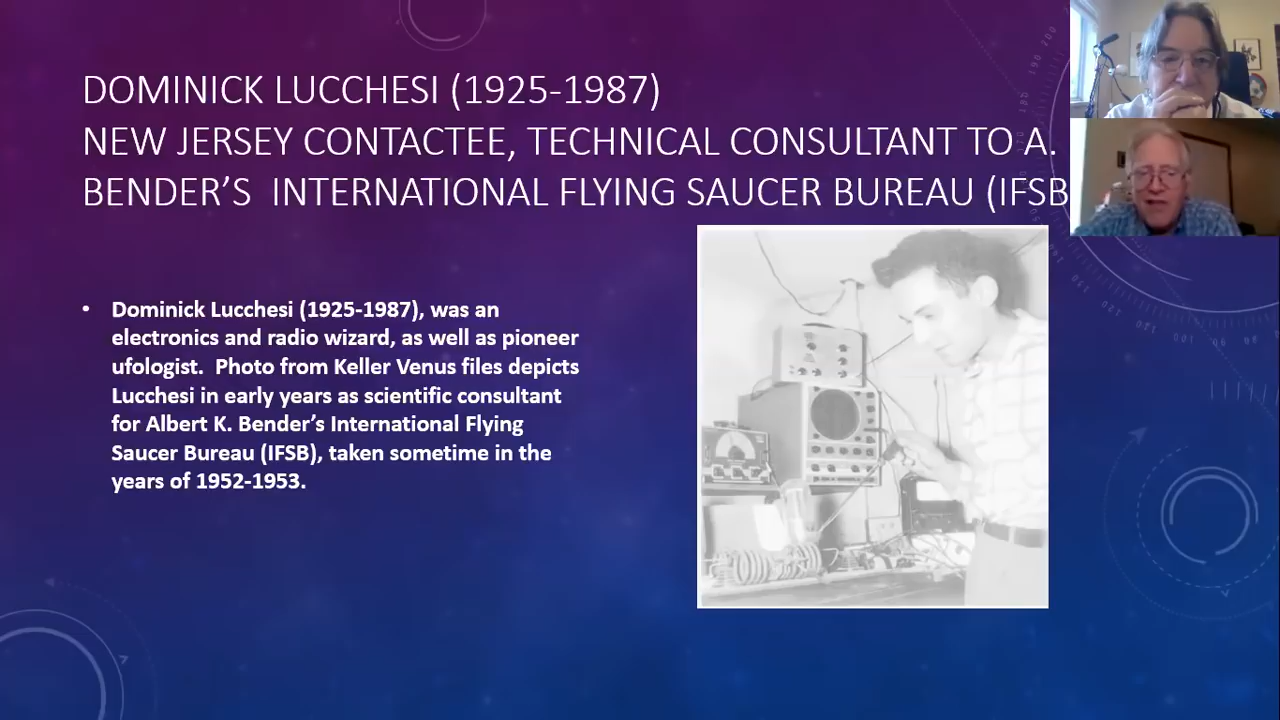 DOMINICK LUCCHESI (1925-1987)
NEW JERSEY CONTACTEE, TECHNICAL CONSULTANT TO A.
BENDER’S INTERNATIONAL FLYING SAUCER BUREAU (IFSB
• Dominick Lucchesi (1925-1987), was an
electronics and radio wizard, as well as pioneer
ufologist. Photo from Keller Venus files depicts
Lucchesi in early years as scientific consultant
for Albert K. Bender’s International Flying
Saucer Bureau (IFSB), taken sometime in the
years of 1952-1953.